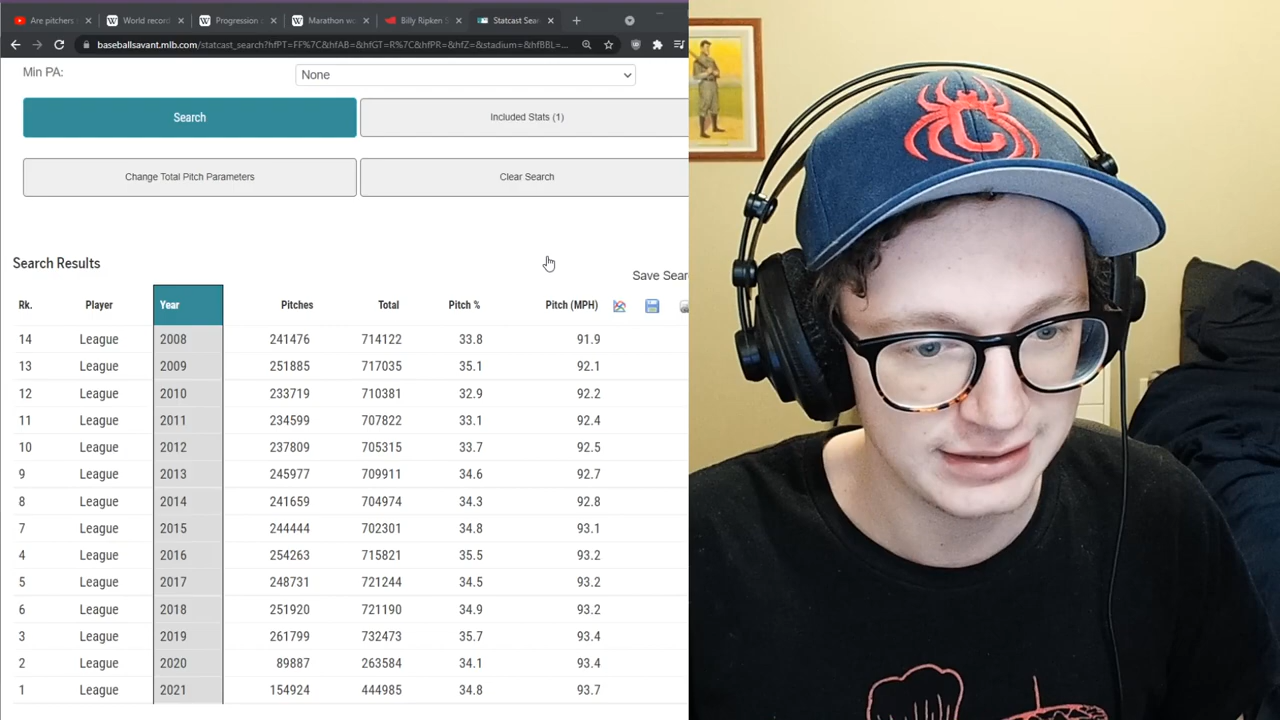 Are pitchers
World record
Progression o
Marathon wo
Billy Ripken S
Statcast Sear
baseballsavant.mlb.com/statcast_search?hfPT=FF%7C&hfAB=&hfGT=R%7C&hfPR=&hfZ=&stadium=&hfBBL=...
Min PA:
None
Search
Included Stats (1)
Change Total Pitch Parameters
Clear Search
Search Results
Save Sear
Rk. Player Year Pitches Total Pitch % Pitch (MPH)
14 League 2008 241476 714122 33.8 91.9
13 League 2009 251885 717035 35.1 92.1
12 League 2010 233719 710381 32.9 92.2
11 League 2011 234599 707822 33.1 92.4
10 League 2012 237809 705315 33.7 92.5
9 League 2013 245977 709911 34.6 92.7
8 League 2014 241659 704974 34.3 92.8
7 League 2015 244444 702301 34.8 93.1
4 League 2016 254263 715821 35.5 93.2
5 League 2017 248731 721244 34.5 93.2
6 League 2018 251920 721190 34.9 93.2
3 League 2019 261799 732473 35.7 93.4
2 League 2020 89887 263584 34.1 93.4
1 League 2021 154924 444985 34.8 93.7
C